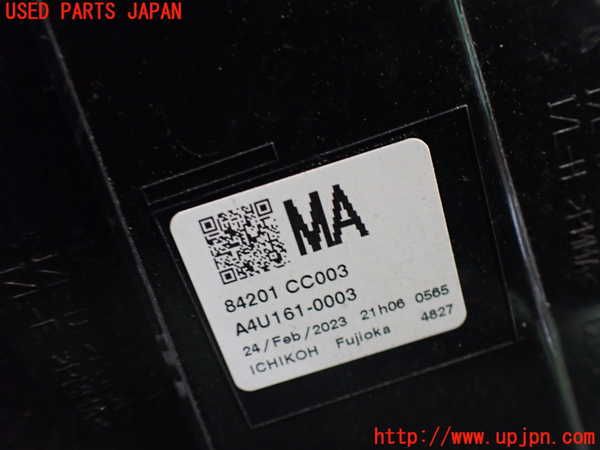 USED PARTS JAPAN
MA
84201 CC003
A4U161-0003
24/Feb/2023 21h06 0565
ICHIKOH Fujioka 4827
http://www.upjpn.com/